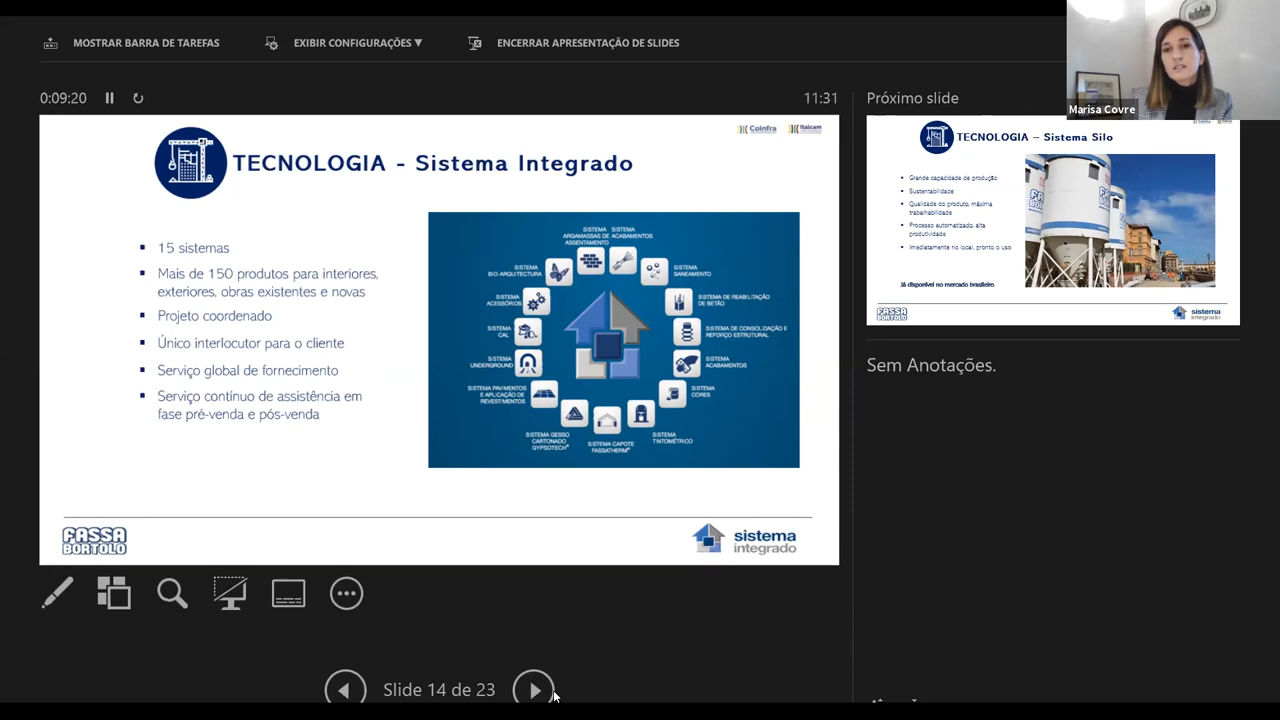 MOSTRAR BARRA DE TAREFAS
EXIBIR CONFIGURAÇÕES ▼
ENCERRAR APRESENTAÇÃO DE SLIDES
Marisa Covre
0:09:20
11:31
Próximo slide
Coinfra
Italcam
TECNOLOGIA - Sistema Integrado
15 sistemas
Mais de 150 produtos para interiores,
exteriores, obras existentes e novas
Projeto coordenado
Único interlocutor para o cliente
Serviço global de fornecimento
Serviço contínuo de assistência em
fase pré-venda e pós-venda
SISTEMA
ARGAMASSAS DE
ASSENTAMENTO
SISTEMA
ACABAMENTOS
SISTEMA
SANEAMENTO
SISTEMA DE REABILITAÇÃO
DE BETÃO
SISTEMA DE CONSOLIDAÇÃO E
REFORÇO ESTRUTURAL
SISTEMA
ACABAMENTOS
SISTEMA
CORES
SISTEMA
TINTOMÉTRICO
SISTEMA CAPOTE
FASSATHERM®
SISTEMA GESSO
CARTONADO
GYPSOTECH®
SISTEMA PAVIMENTOS
E APLICAÇÃO DE
REVESTIMENTOS
SISTEMA
UNDERGROUND
SISTEMA
CAL
SISTEMA
ACESSÓRIOS
SISTEMA
BIO-ARQUITECTURA
FASSA
BORTOLO
sistema
integrado
TECNOLOGIA – Sistema Silo
Grande capacidade de produção
Sustentabilidade
Qualidade do produto, máxima
trabalhabilidade
Processo automatizado, alta
produtividade
Imediatamente no local, pronto o uso
Já disponível no mercado brasileiro
FASSA
BORTOLO
sistema
integrado
Sem Anotações.
Slide 14 de 23